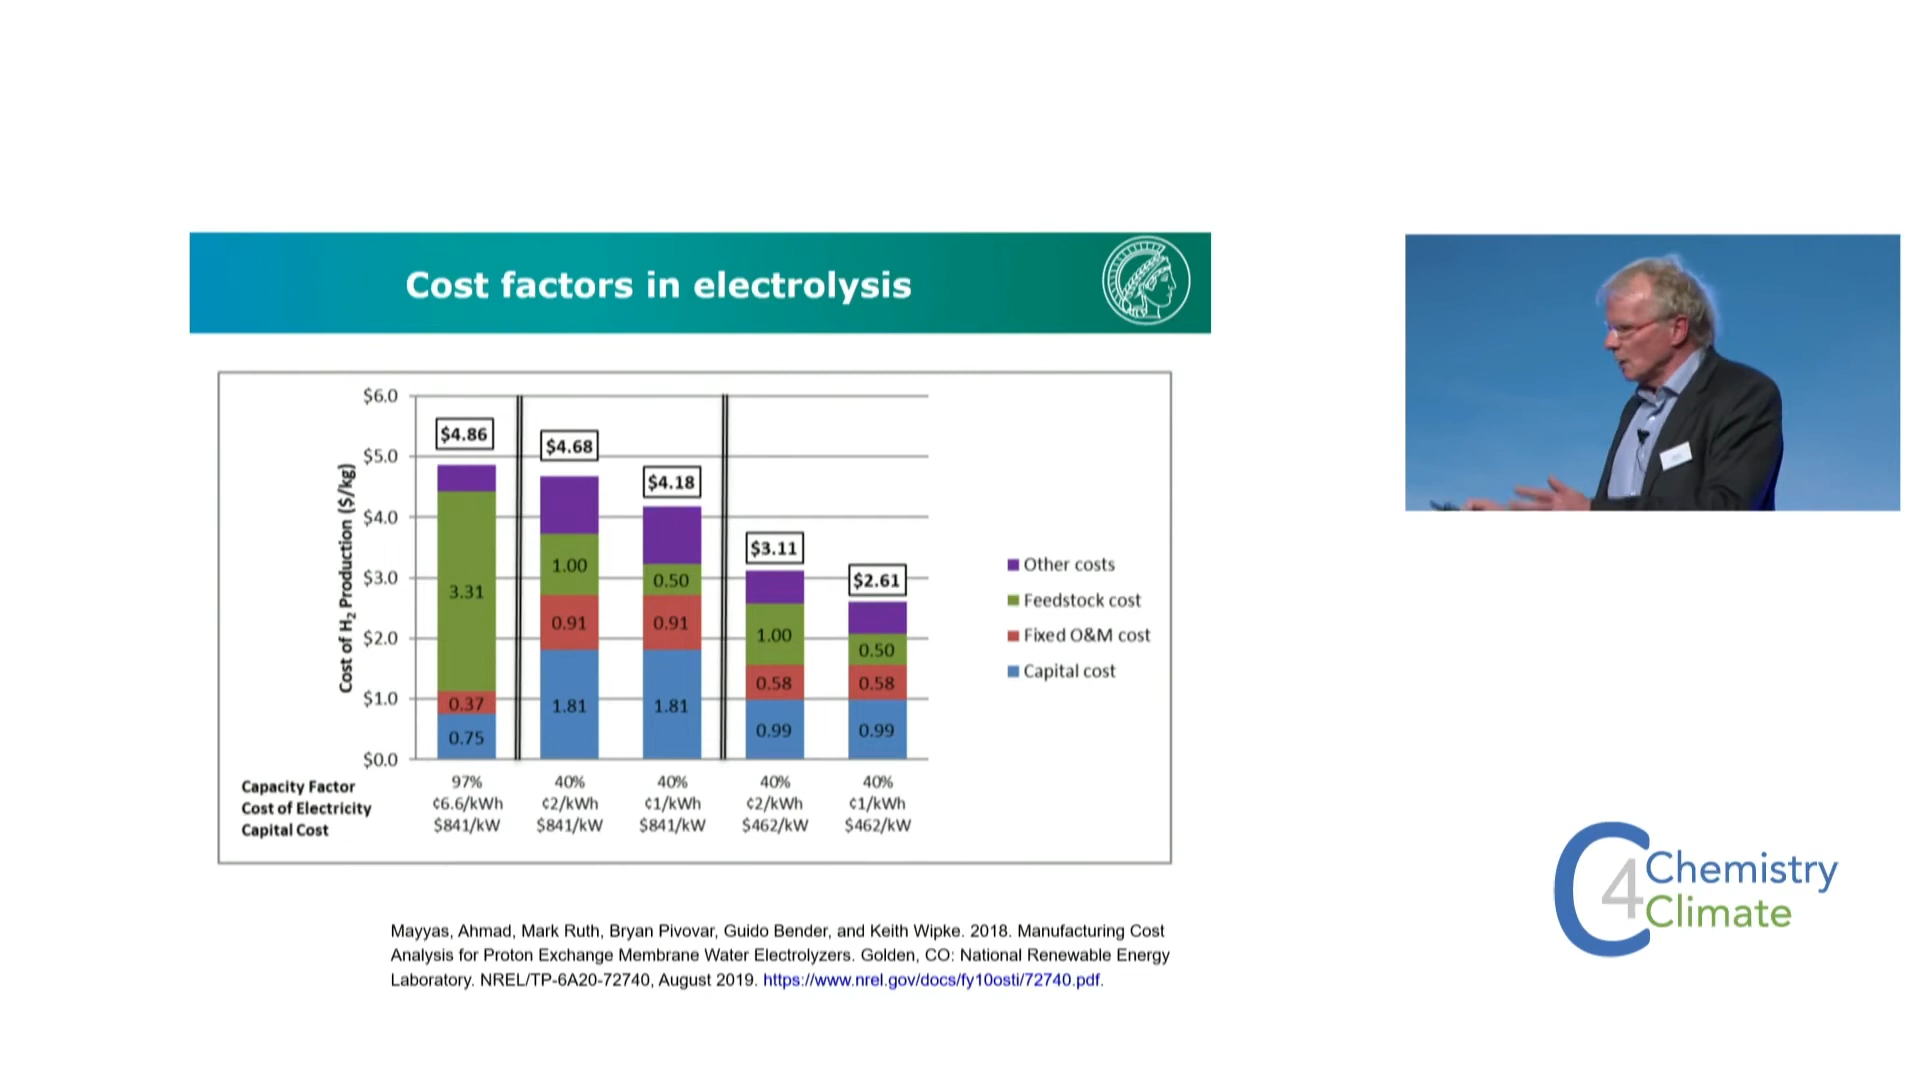 Cost factors in electrolysis
Cost of H2 Production ($/kg)
$6.0
$5.0
$4.0
$3.0
$2.0
$1.0
$0.0
$4.86
3.31
0.37
0.75
$4.68
1.00
0.91
1.81
$4.18
0.50
0.91
1.81
$3.11
1.00
0.58
0.99
$2.61
0.50
0.58
0.99
Other costs
Feedstock cost
Fixed O&M cost
Capital cost
Capacity Factor 97% 40% 40% 40% 40%
Cost of Electricity ¢6.6/kWh ¢2/kWh ¢1/kWh ¢2/kWh ¢1/kWh
Capital Cost $841/kW $841/kW $841/kW $462/kW $462/kW
Mayyas, Ahmad, Mark Ruth, Bryan Pivovar, Guido Bender, and Keith Wipke. 2018. Manufacturing Cost
Analysis for Proton Exchange Membrane Water Electrolyzers. Golden, CO: National Renewable Energy
Laboratory. NREL/TP-6A20-72740, August 2019. https://www.nrel.gov/docs/fy10osti/72740.pdf.
C4 Chemistry
Climate